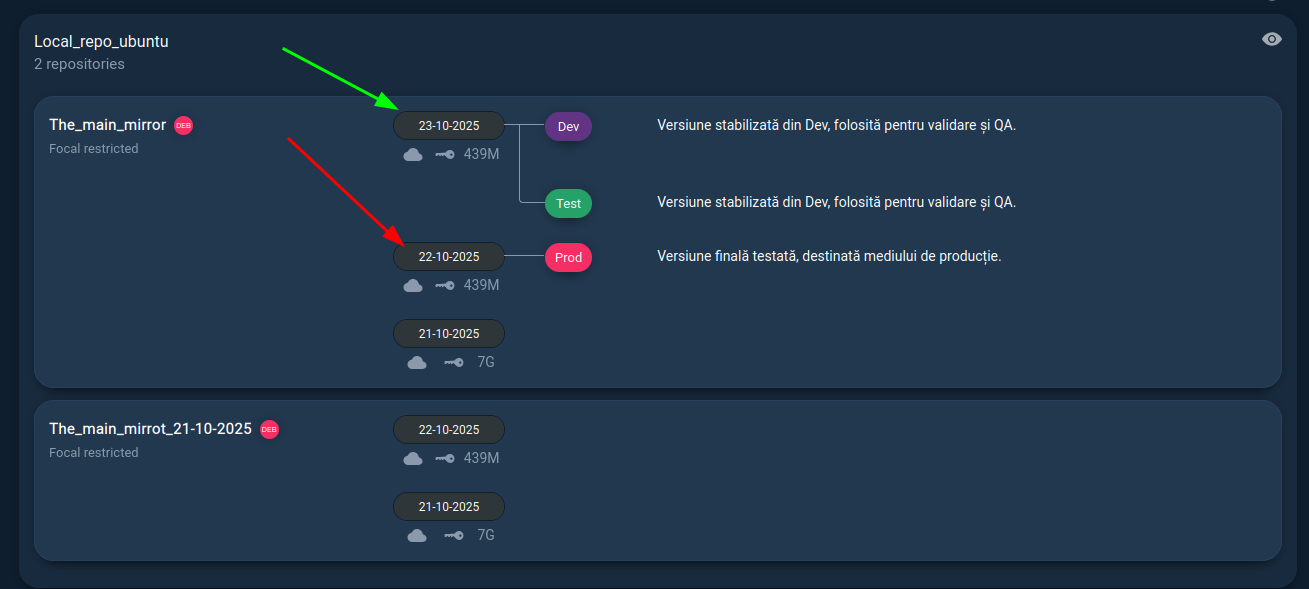 Local_repo_ubuntu
2 repositories
The_main_mirror DEB
Focal restricted
23-10-2025
439M
Dev
Versiune stabilizată din Dev, folosită pentru validare și QA.
Test
Versiune stabilizată din Dev, folosită pentru validare și QA.
22-10-2025
439M
Prod
Versiune finală testată, destinată mediului de producție.
21-10-2025
7G
The_main_mirrot_21-10-2025 DEB
Focal restricted
22-10-2025
439M
21-10-2025
7G